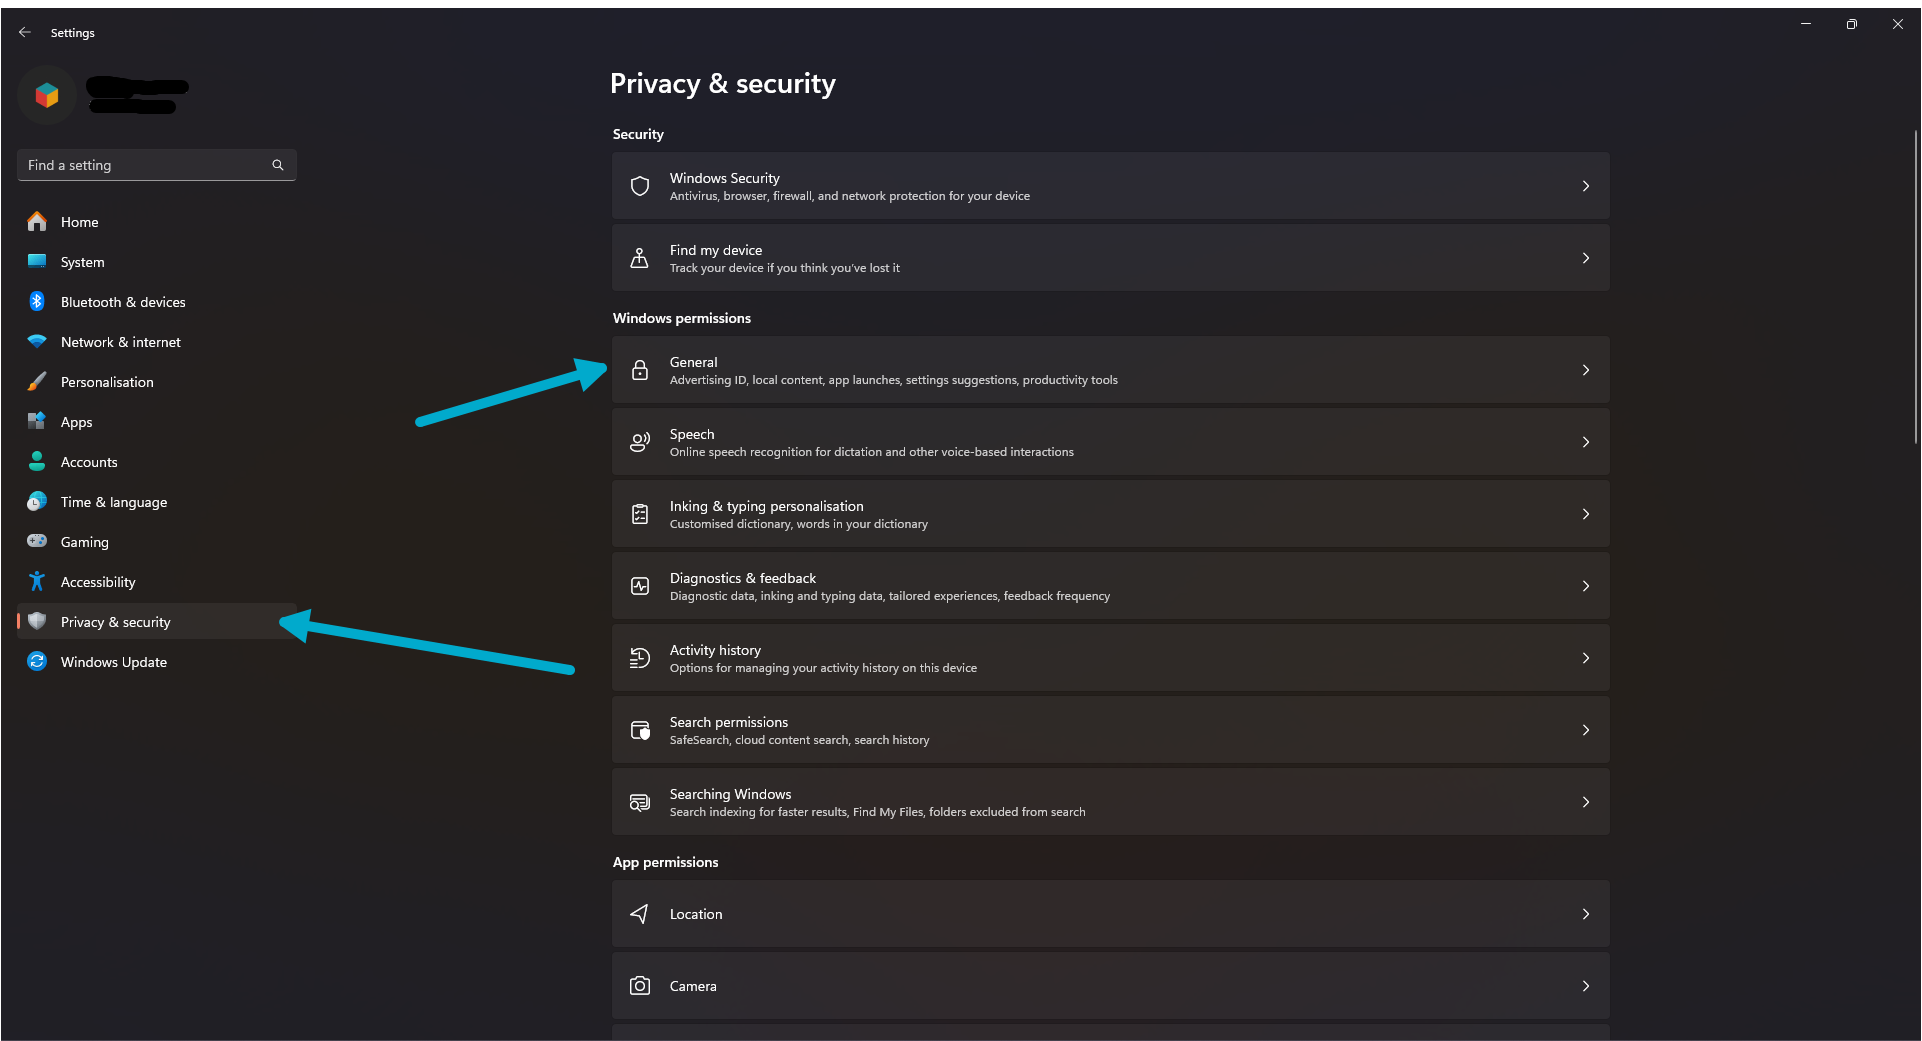 Settings
Find a setting
Home
System
Bluetooth & devices
Network & internet
Personalisation
Apps
Accounts
Time & language
Gaming
Accessibility
Privacy & security
Windows Update
Privacy & security
Security
Windows Security
Antivirus, browser, firewall, and network protection for your device
Find my device
Track your device if you think you've lost it
Windows permissions
General
Advertising ID, local content, app launches, settings suggestions, productivity tools
Speech
Online speech recognition for dictation and other voice-based interactions
Inking & typing personalisation
Customised dictionary, words in your dictionary
Diagnostics & feedback
Diagnostic data, inking and typing data, tailored experiences, feedback frequency
Activity history
Options for managing your activity history on this device
Search permissions
SafeSearch, cloud content search, search history
Searching Windows
Search indexing for faster results, Find My Files, folders excluded from search
App permissions
Location
Camera